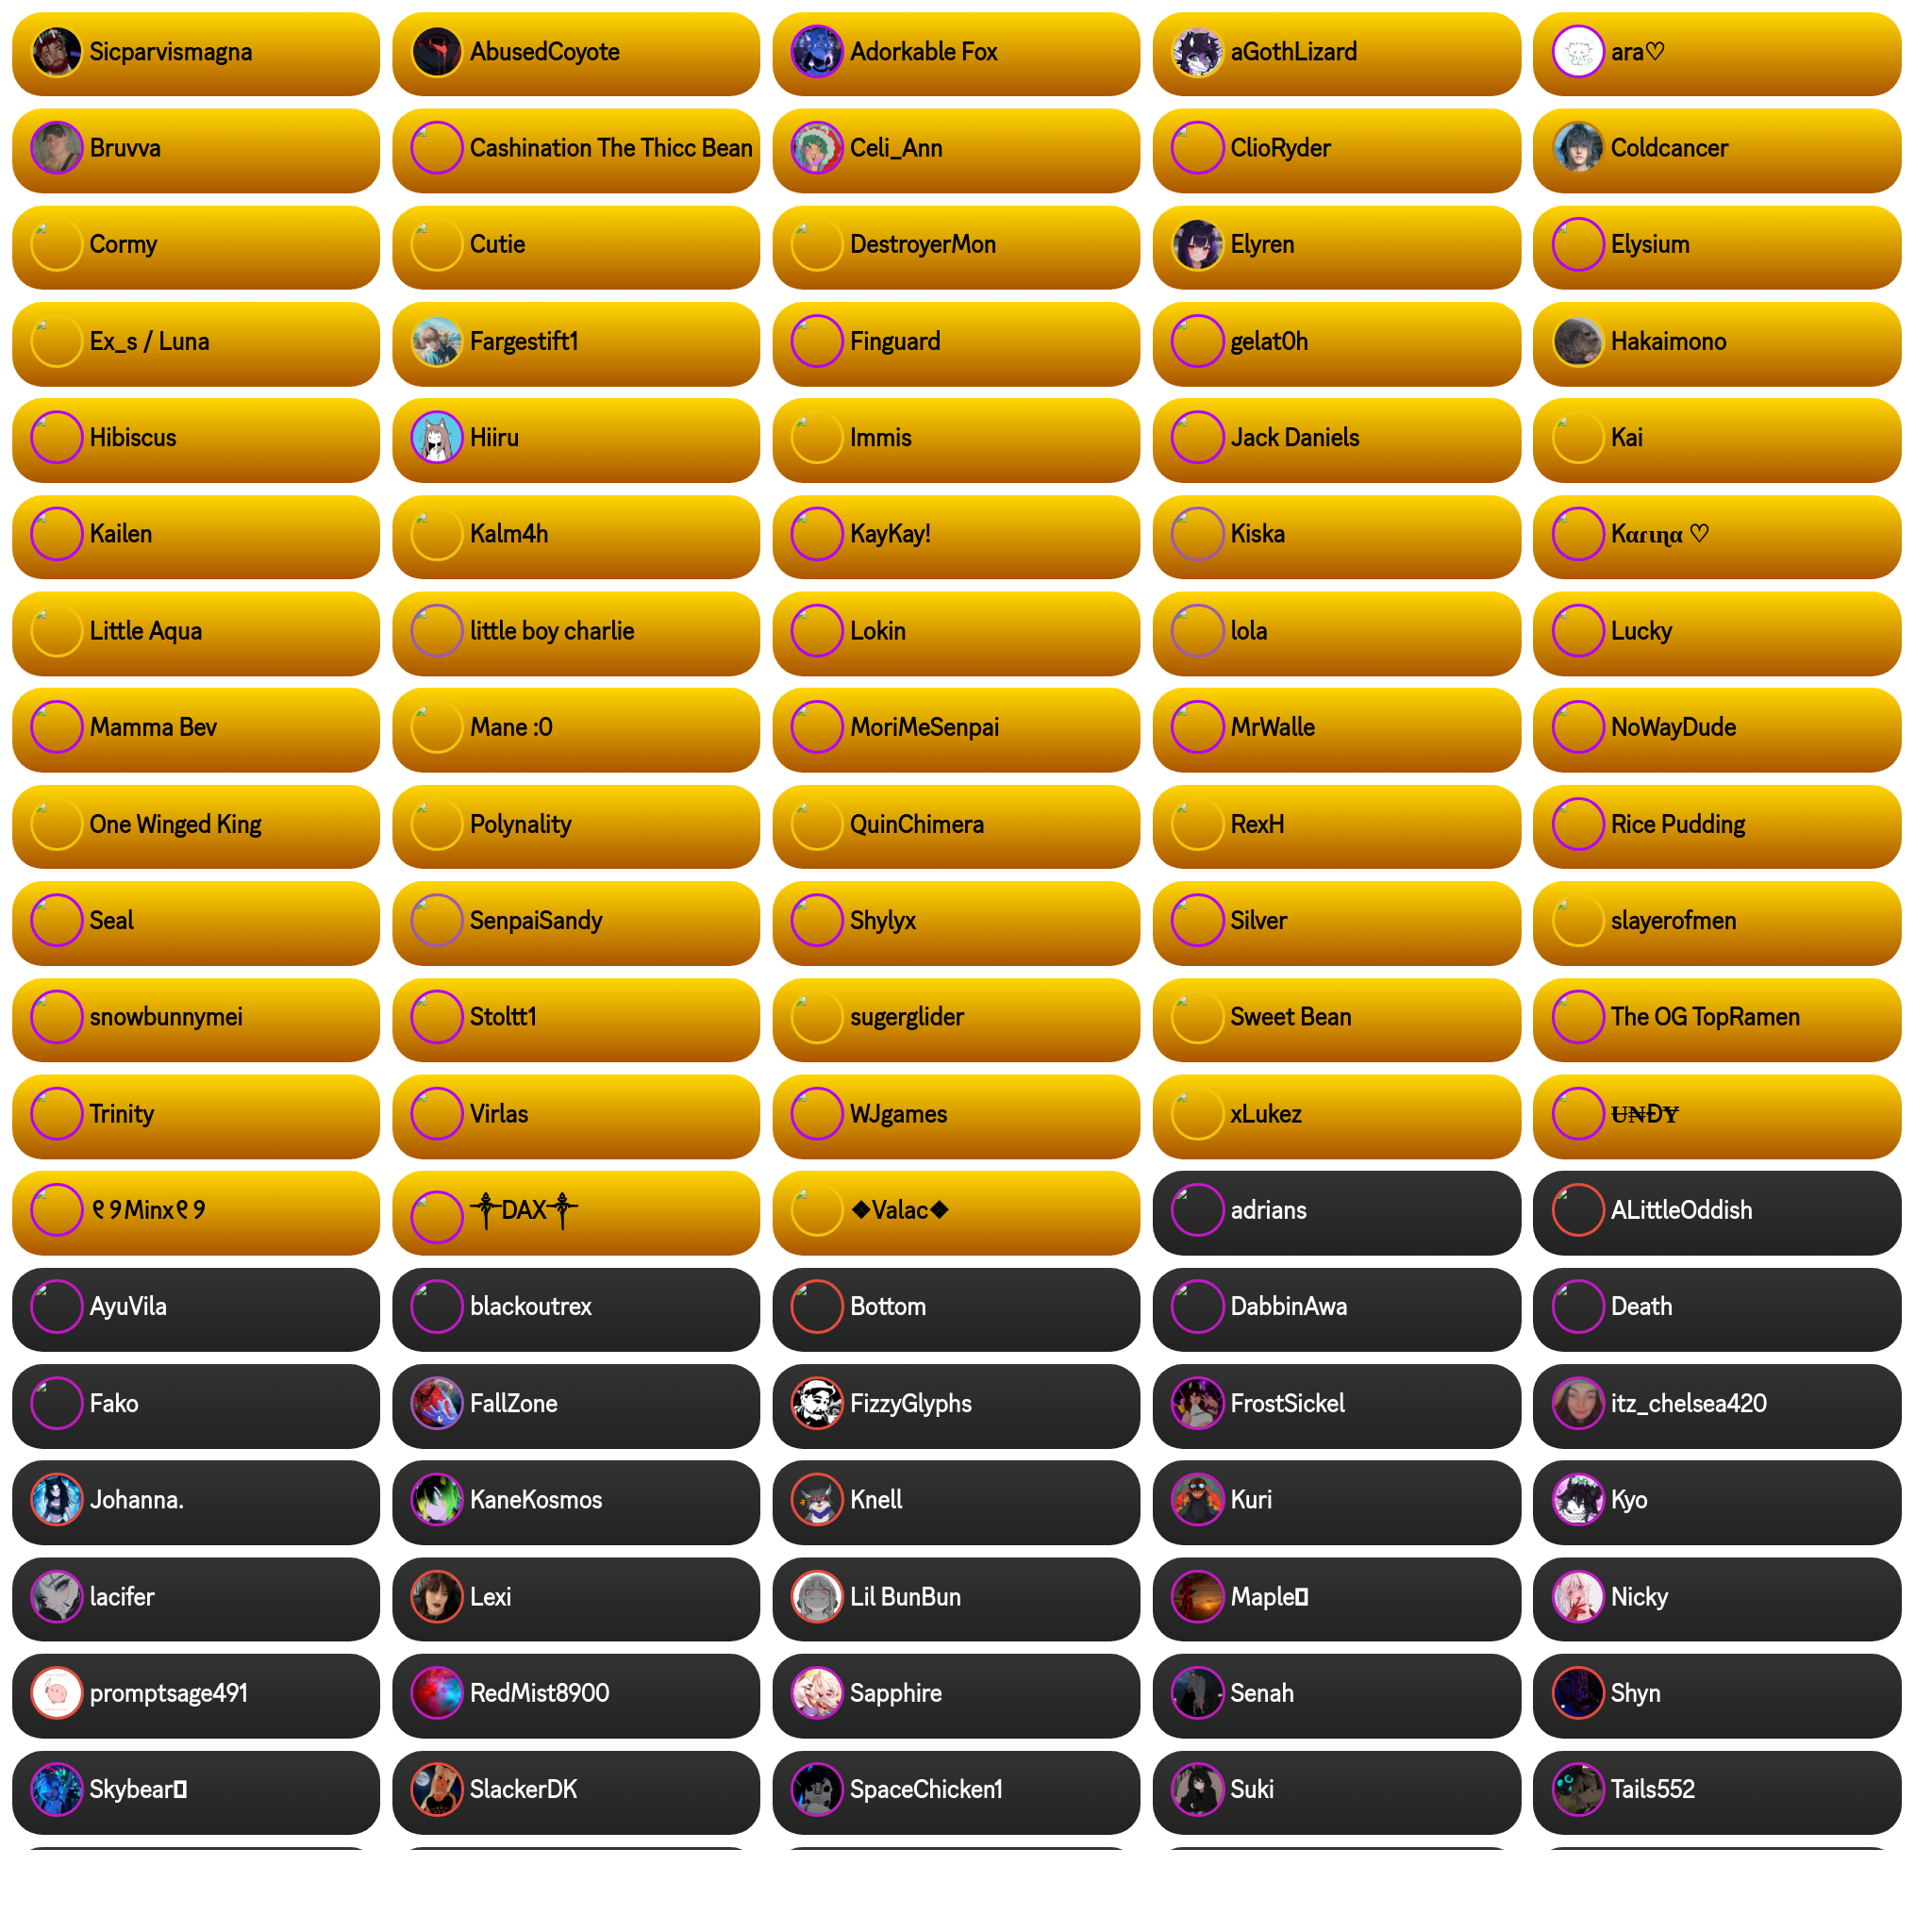 Sicparvismagna
AbusedCoyote
Adorkable Fox
aGothLizard
ara♡
Bruvva
Cashination The Thicc Bean
Celi_Ann
ClioRyder
Coldcancer
Cormy
Cutie
DestroyerMon
Elyren
Elysium
Ex_s / Luna
Fargestift1
Finguard
gelat0h
Hakaimono
Hibiscus
Hiiru
Immis
Jack Daniels
Kai
Kailen
Kalm4h
KayKay!
Kiska
Kαɾιɳα ♡
Little Aqua
little boy charlie
Lokin
lola
Lucky
Mamma Bev
Mane :0
MoriMeSenpai
MrWalle
NoWayDude
One Winged King
Polynality
QuinChimera
RexH
Rice Pudding
Seal
SenpaiSandy
Shylyx
Silver
slayerofmen
snowbunnymei
Stoltt1
sugerglider
Sweet Bean
The OG TopRamen
Trinity
Virlas
WJgames
xLukez
U̶₦ĐɎ
୧୨Minx୧୨
༒DAX༒
❖Valac❖
adrians
ALittleOddish
AyuVila
blackoutrex
Bottom
DabbinAwa
Death
Fako
FallZone
FizzyGlyphs
FrostSickel
itz_chelsea420
Johanna.
KaneKosmos
Knell
Kuri
Kyo
lacifer
Lexi
Lil BunBun
Maple
Nicky
promptsage491
RedMist8900
Sapphire
Senah
Shyn
Skybear
SlackerDK
SpaceChicken1
Suki
Tails552